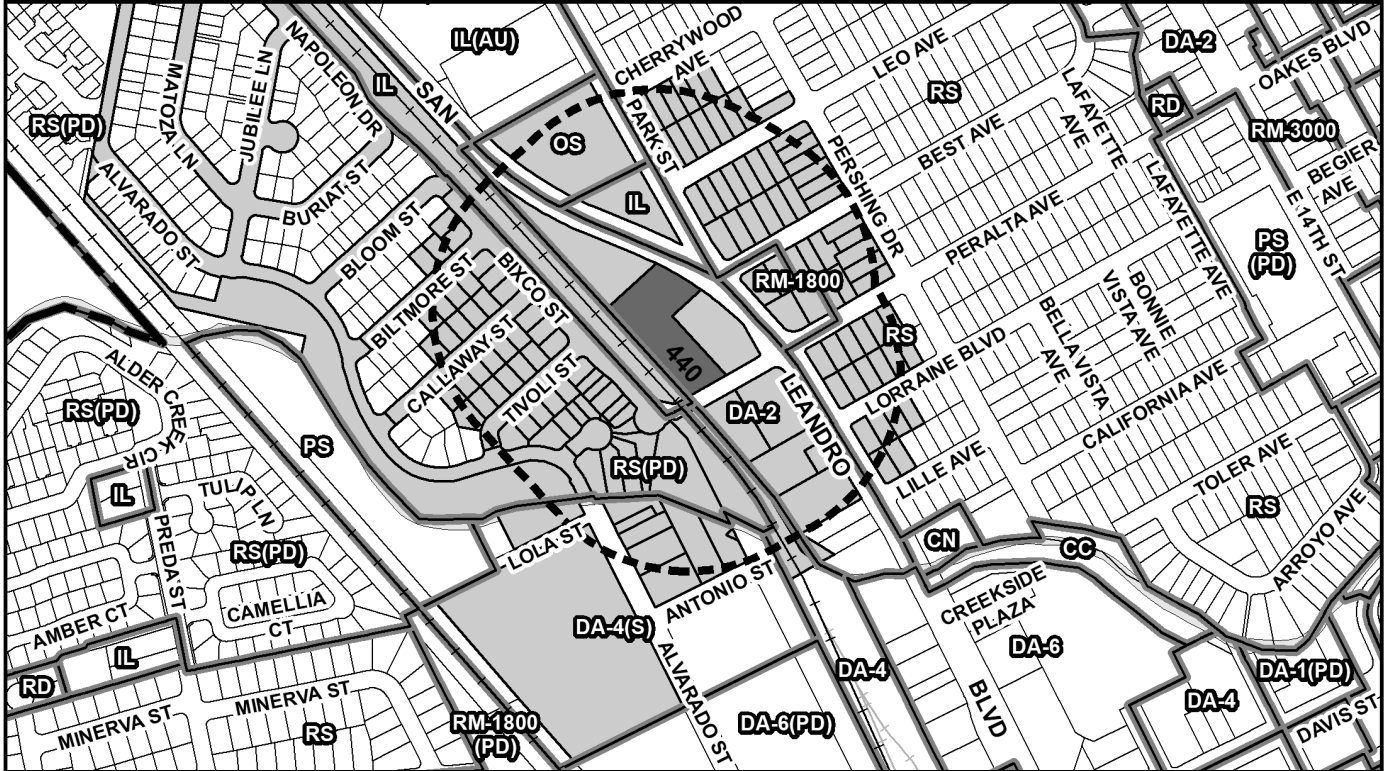 IL(AU)
CHERRYWOOD
AVE
DA-2
OAKES BLVD
NAPOLEON DR
JUBILEE LN
MATOZA LN
IL
SAN
PARK ST
LEO AVE
RS
LAFAYETTE
AVE
RD
RM-3000
BEGIER
AVE
RS(PD)
OS
PERSHING DR
BEST AVE
ALVARADO ST
BURIAT ST
IL
LAFAYETTE AVE
E 14TH ST
BLOOM ST
PERALTA AVE
PS
(PD)
BIXCO ST
BILTMORE ST
RM-1800
BONNIE
VISTA AVE
BELLA VISTA
AVE
CALLAWAY ST
440
RS
LORRAINE BLVD
CALIFORNIA AVE
ALDER CREEK CIR
TIVOLI ST
LEANDRO
DA-2
RS(PD)
PS
RS(PD)
LILLE AVE
TOLER AVE
IL
TULIP LN
RS
PREDA ST
RS(PD)
LOLA ST
CN
CC
ARROYO AVE
AMBER CT
CAMELLIA
CT
ANTONIO ST
CREEKSIDE
PLAZA
DA-4(S)
IL
ALVARADO ST
DA-4
DA-6
DA-1(PD)
RD
MINERVA ST
MINERVA ST
RS
RM-1800
(PD)
DA-6(PD)
BLVD
DA-4
DAVIS ST